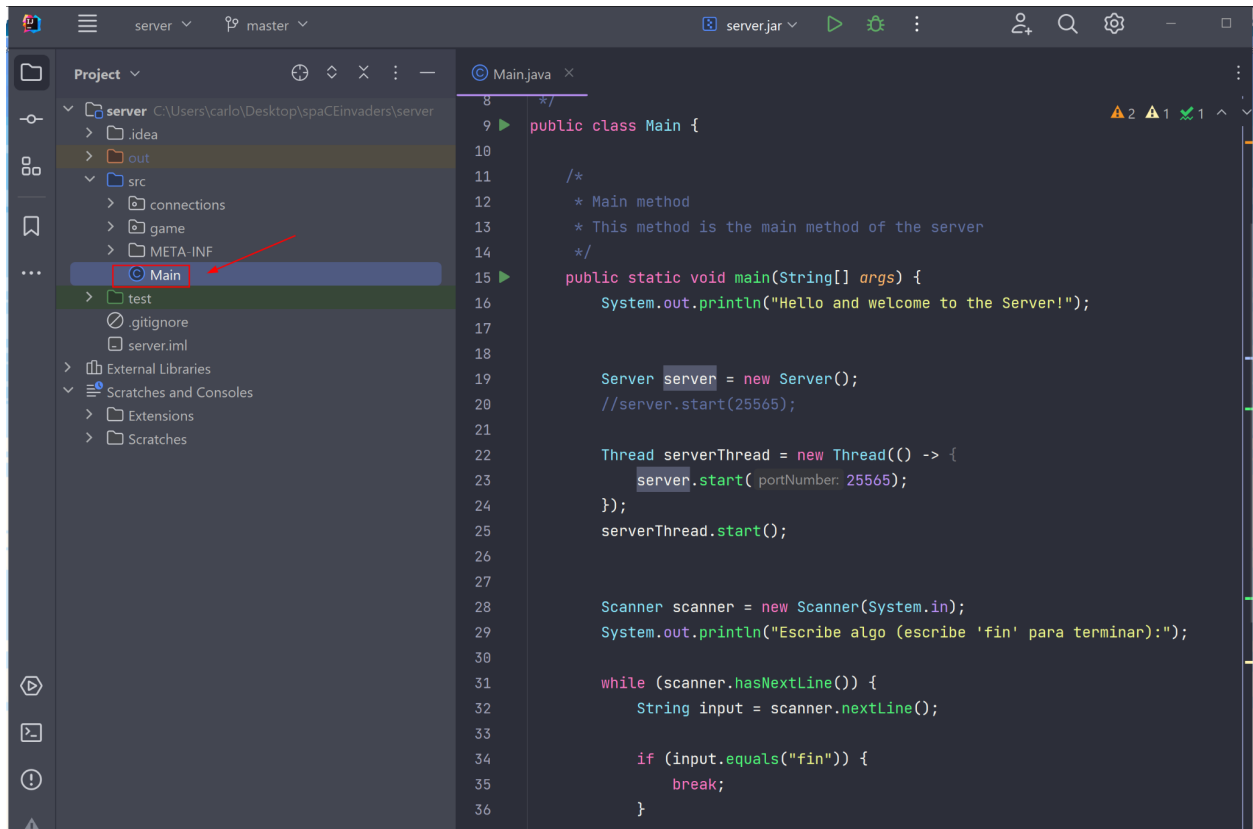 server master server.jar
Project
Main.java
server C:\Users\carlo\Desktop\spaCEinvaders\server
.idea
out
src
connections
game
META-INF
Main
test
.gitignore
server.iml
External Libraries
Scratches and Consoles
Extensions
Scratches
2 1 1
8 */
9 public class Main {
10
11 /*
12 * Main method
13 * This method is the main method of the server
14 */
15 public static void main(String[] args) {
16 System.out.println("Hello and welcome to the Server!");
17
18
19 Server server = new Server();
20 //server.start(25565);
21
22 Thread serverThread = new Thread(() -> {
23 server.start( portNumber: 25565);
24 });
25 serverThread.start();
26
27
28 Scanner scanner = new Scanner(System.in);
29 System.out.println("Escribe algo (escribe 'fin' para terminar):");
30
31 while (scanner.hasNextLine()) {
32 String input = scanner.nextLine();
33
34 if (input.equals("fin")) {
35 break;
36 }